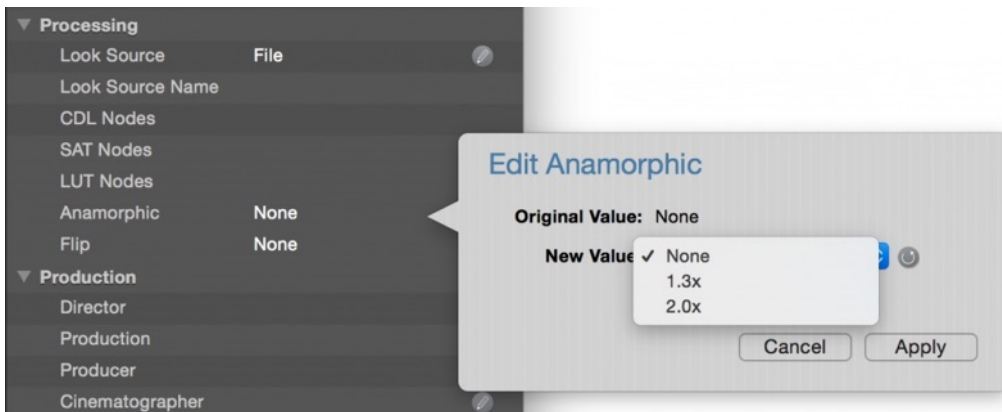 Processing
Look Source File
Look Source Name
CDL Nodes
SAT Nodes
LUT Nodes
Anamorphic None
Flip None
Production
Director
Production
Producer
Cinematographer
Edit Anamorphic
Original Value: None
New Value ✓ None
1.3x
2.0x
Cancel Apply